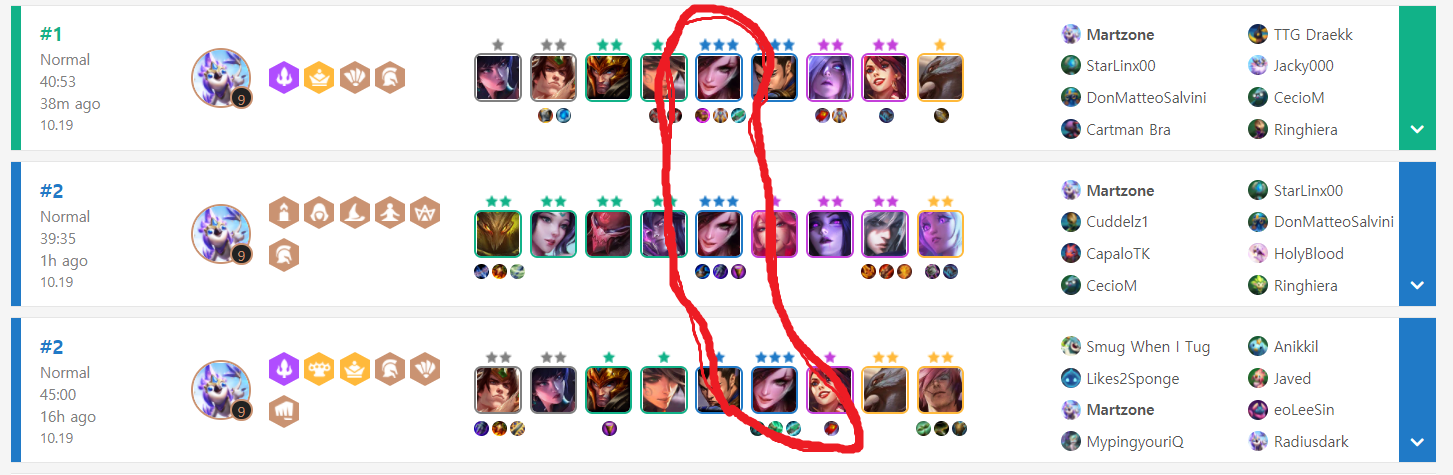 #1
Normal
40:53
38m ago
10.19
9
Martzone
TTG Draekk
StarLinx00
Jacky000
DonMatteoSalvini
CecioM
Cartman Bra
Ringhiera
#2
Normal
39:35
1h ago
10.19
9
Martzone
StarLinx00
Cuddelz1
DonMatteoSalvini
CapaloTK
HolyBlood
CecioM
Ringhiera
#2
Normal
45:00
16h ago
10.19
9
Smug When I Tug
Anikkil
Likes2Sponge
Javed
Martzone
eoLeeSin
MypingyouriQ
Radiusdark